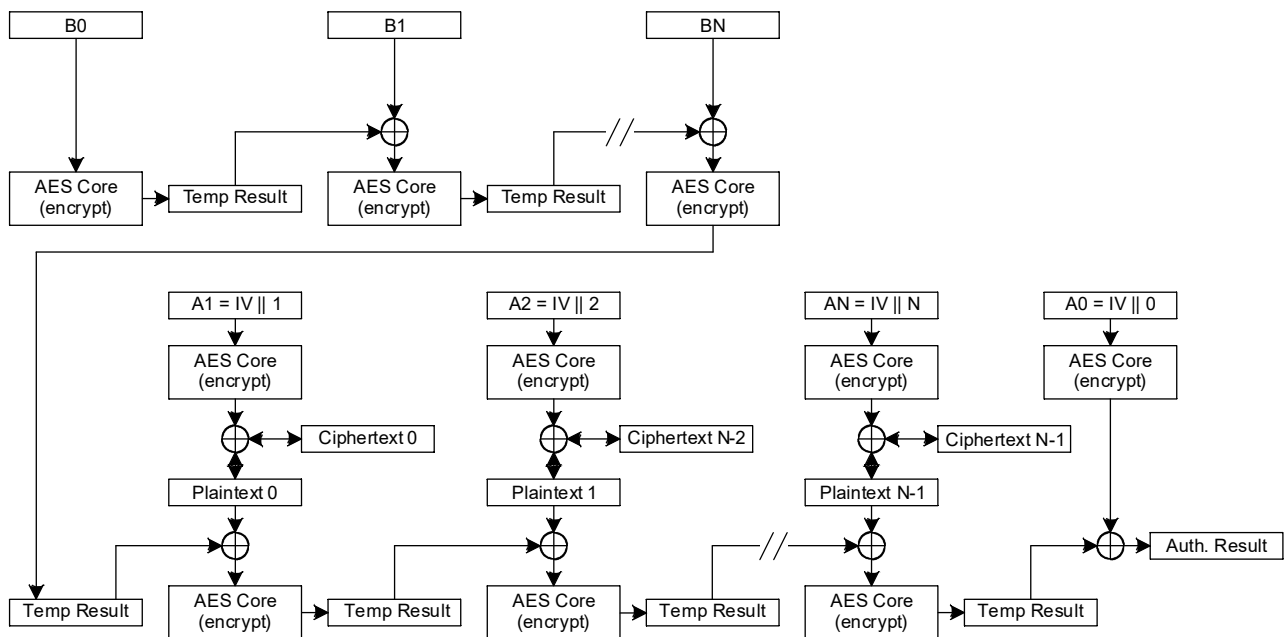 B0
B1
BN
AES Core
(encrypt)
Temp Result
AES Core
(encrypt)
Temp Result
AES Core
(encrypt)
A1 = IV || 1
A2 = IV || 2
AN = IV || N
A0 = IV || 0
AES Core
(encrypt)
AES Core
(encrypt)
AES Core
(encrypt)
AES Core
(encrypt)
Ciphertext 0
Ciphertext N-2
Ciphertext N-1
Plaintext 0
Plaintext 1
Plaintext N-1
Auth. Result
Temp Result
AES Core
(encrypt)
Temp Result
AES Core
(encrypt)
Temp Result
AES Core
(encrypt)
Temp Result